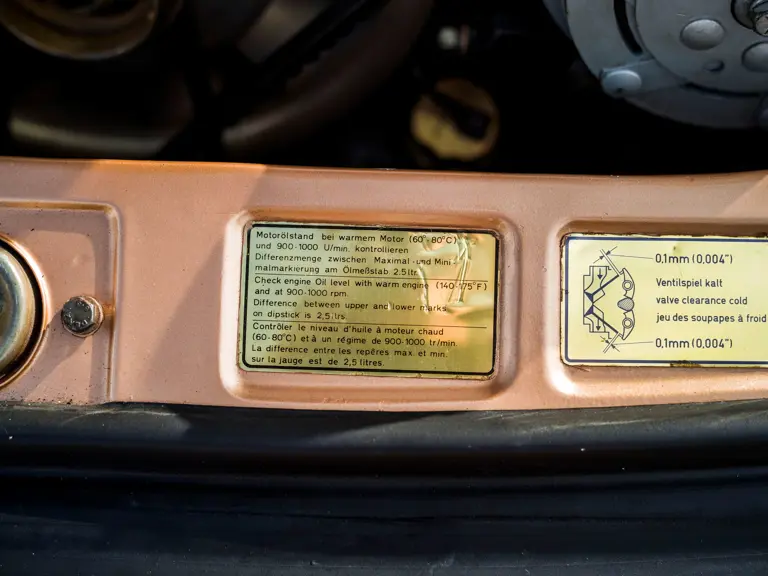 Motorölstand bei warmem Motor (60°-80°C)
und 900-1000 U/min. kontrollieren
Differenzmenge zwischen Maximal-und Mini-
malmarkierung am Ölmeßstab 2.5 ltr.
Check engine Oil level with warm engine (140-175°F)
and at 900-1000 rpm.
Difference between upper and lower marks
on dipstick is 2,5 ltrs.
Contrôler le niveau d'huile à moteur chaud
(60-80°C) et à un régime de 900-1000 tr/min.
La difference entre les repères max. et min.
sur la jauge est de 2,5 litres.
0.1mm (0,004")
Ventilspiel kalt
valve clearance cold
jeu des soupapes à froid
0.1mm (0,004")